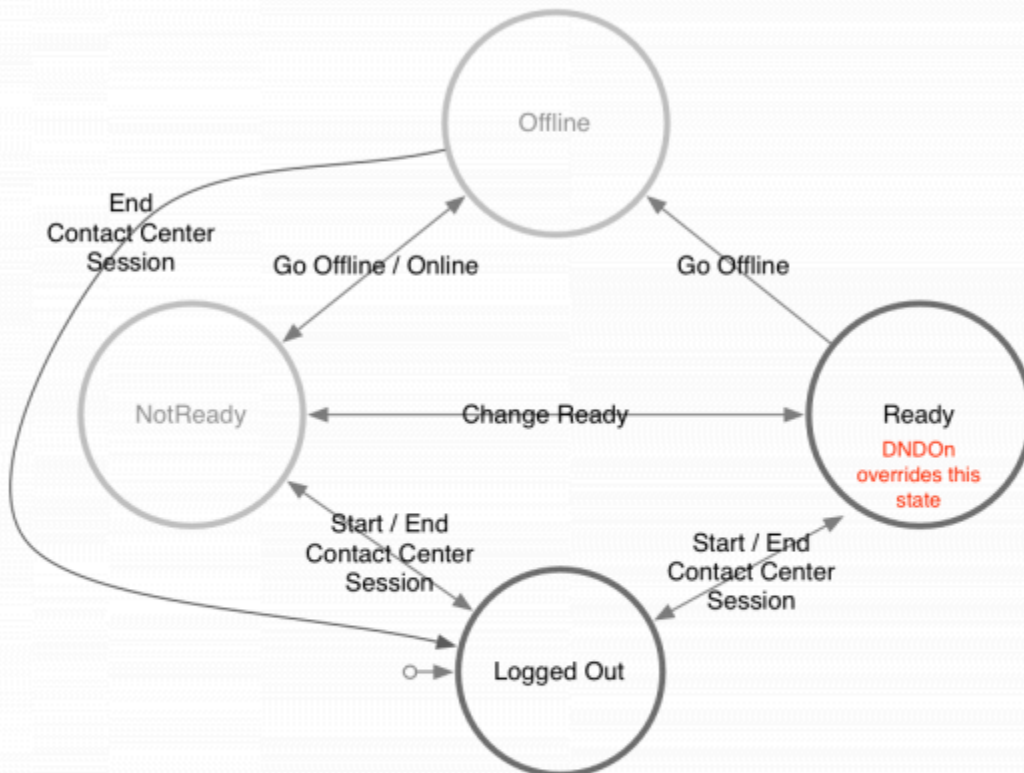 Offline
End
Contact Center
Session
Go Offline / Online
Go Offline
NotReady
Change Ready
Ready
DNDOn
overrides this
state
Start / End
Contact Center
Session
Start / End
Contact Center
Session
Logged Out